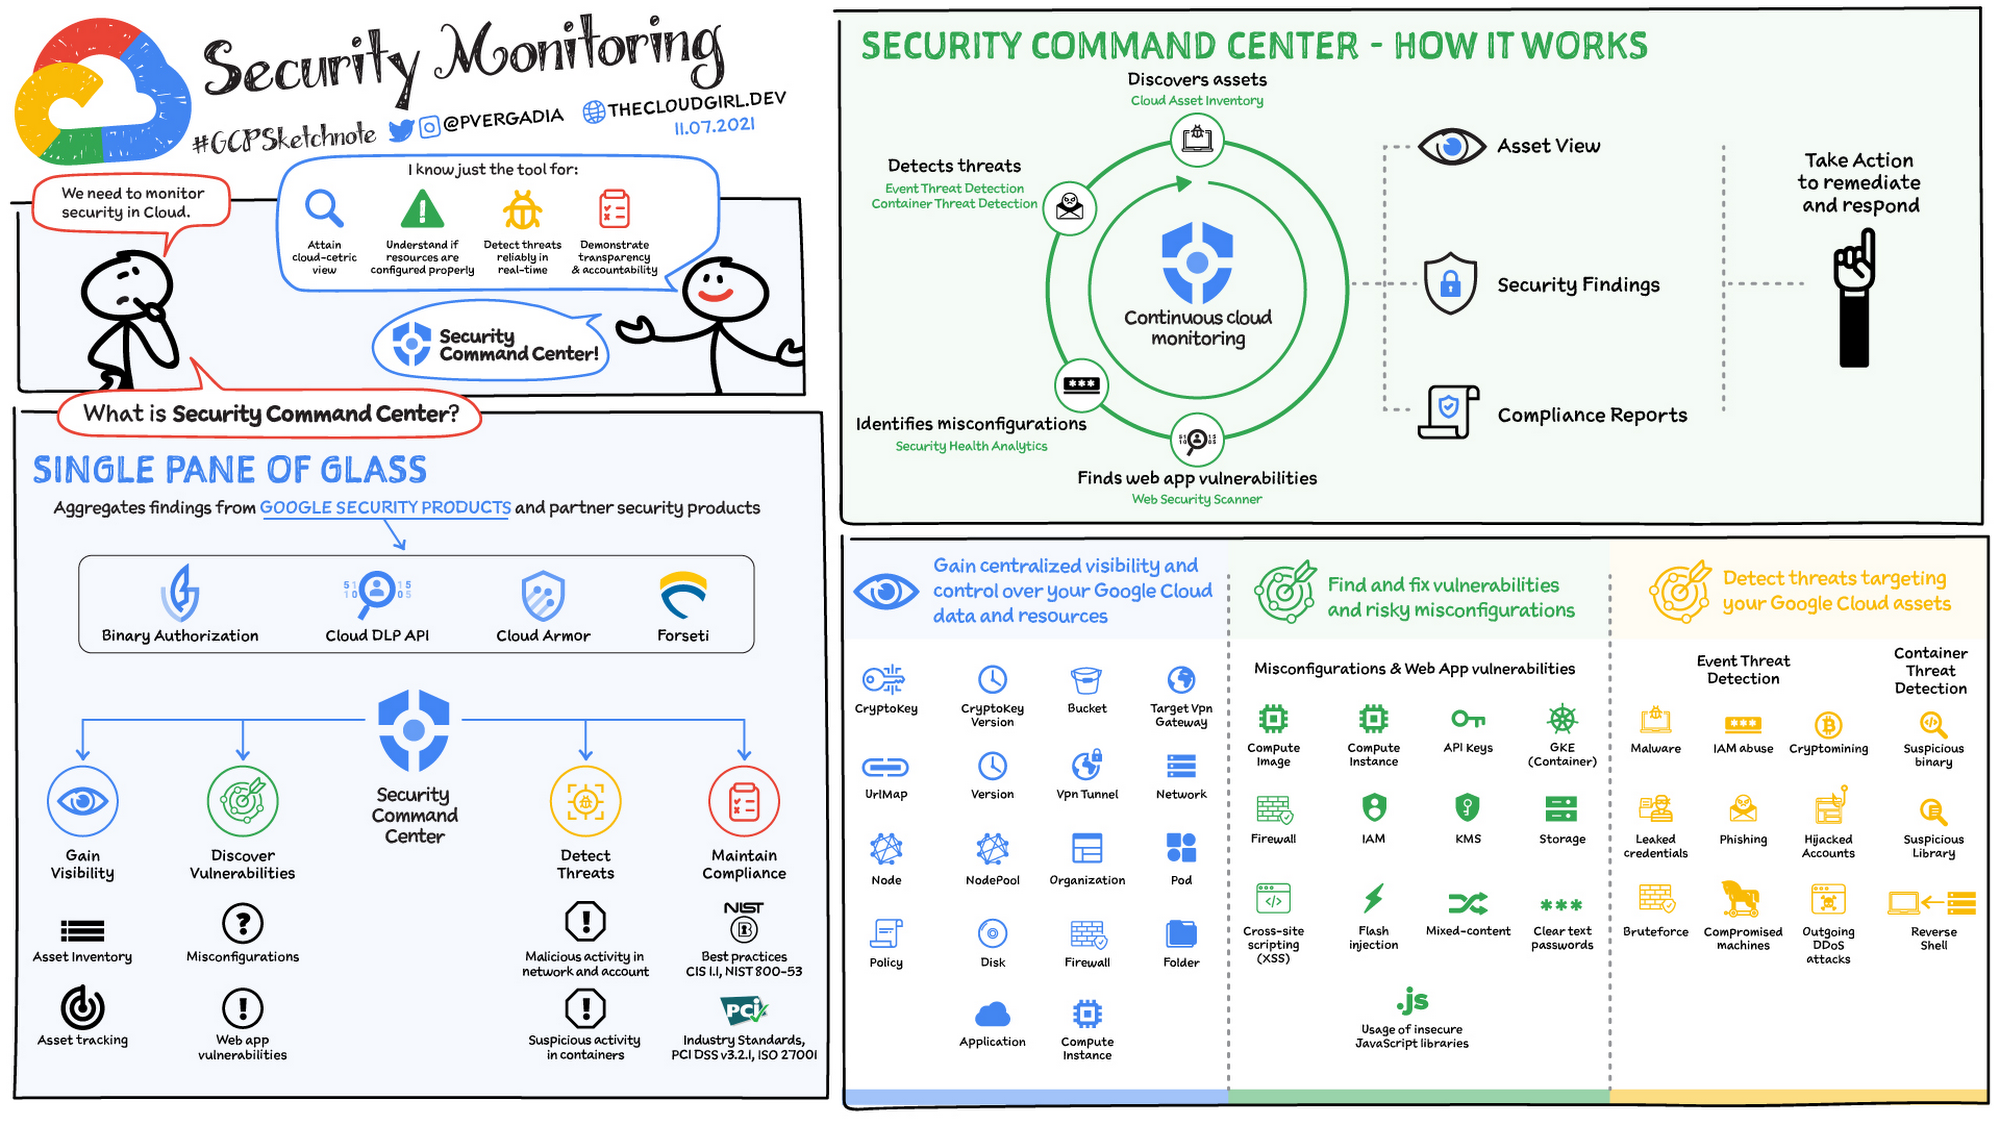 Security Monitoring
#GCPSketchnote
@PVERGADIA
THECLOUDGIRL.DEV
11.07.2021
We need to monitor
security in Cloud.
I know just the tool for:
Attain
cloud-cetric
view
Understand if
resources are
configured properly
Detect threats
reliably in
real-time
Demonstrate
transparency
& accountability
Security
Command Center!
What is Security Command Center?
SINGLE PANE OF GLASS
Aggregates findings from GOOGLE SECURITY PRODUCTS and partner security products
Binary Authorization
Cloud DLP API
Cloud Armor
Forseti
Security
Command
Center
Gain
Visibility
Discover
Vulnerabilities
Detect
Threats
Maintain
Compliance
Asset Inventory
Misconfigurations
Malicious activity in
network and account
NIST
Best practices
CIS 1.1, NIST 800-53
Asset tracking
Web app
vulnerabilities
Suspicious activity
in containers
PCI
Industry Standards,
PCI DSS v3.2.1, ISO 27001
SECURITY COMMAND CENTER - HOW IT WORKS
Discovers assets
Cloud Asset Inventory
Detects threats
Event Threat Detection
Container Threat Detection
Continuous cloud
monitoring
Identifies misconfigurations
Security Health Analytics
Finds web app vulnerabilities
Web Security Scanner
Asset View
Security Findings
Compliance Reports
Take Action
to remediate
and respond
Gain centralized visibility and
control over your Google Cloud
data and resources
CryptoKey
CryptoKey
Version
Bucket
Target Vpn
Gateway
UrlMap
Version
Vpn Tunnel
Network
Node
NodePool
Organization
Pod
Policy
Disk
Firewall
Folder
Application
Compute
Instance
Find and fix vulnerabilities
and risky misconfigurations
Misconfigurations & Web App vulnerabilities
Compute
Image
Compute
Instance
API Keys
GKE
(Container)
Firewall
IAM
KMS
Storage
Cross-site
scripting
(XSS)
Flash
injection
Mixed-content
Clear text
passwords
.js
Usage of insecure
JavaScript libraries
Detect threats targeting
your Google Cloud assets
Event Threat
Detection
Container
Threat
Detection
Malware
IAM abuse
Cryptomining
Suspicious
binary
Leaked
credentials
Phishing
Hijacked
Accounts
Suspicious
Library
Bruteforce
Compromised
machines
Outgoing
DDoS
attacks
Reverse
Shell